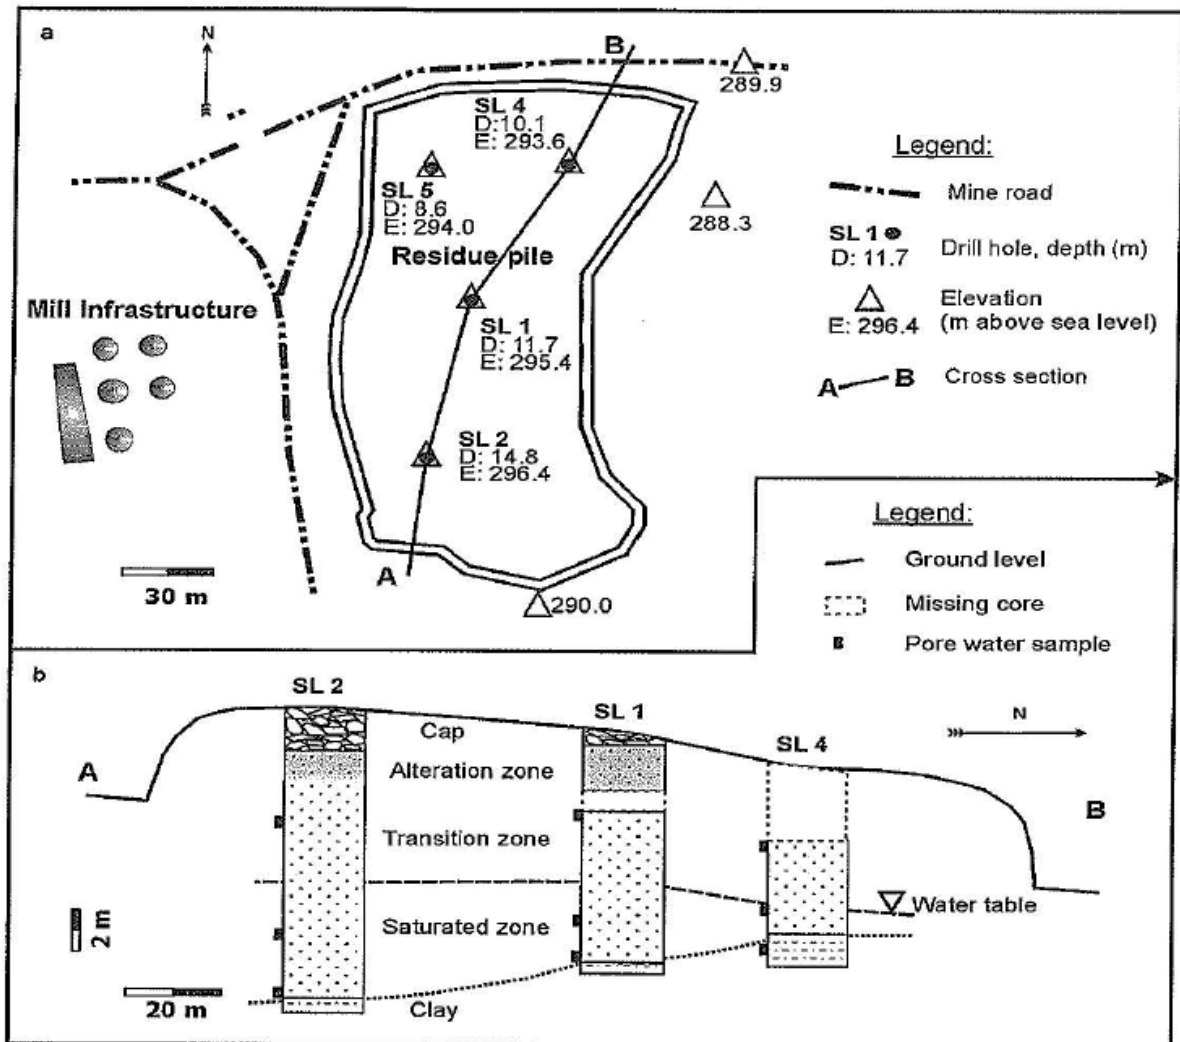 a
N
B
289.9
SL 4
D:10.1
E: 293.6
SL 5
D: 8.6
E: 294.0
288.3
Residue pile
Mill Infrastructure
SL 1
D: 11.7
E: 295.4
SL 2
D: 14.8
E: 296.4
A
290.0
30 m
Legend:
Mine road
SL 1
D: 11.7
Drill hole, depth (m)
E: 296.4
Elevation
(m above sea level)
A B Cross section
Legend:
Ground level
Missing core
Pore water sample
b
SL 2
SL 1
SL 4
N
A
B
Cap
Alteration zone
Transition zone
Saturated zone
Clay
Water table
2 m
20 m